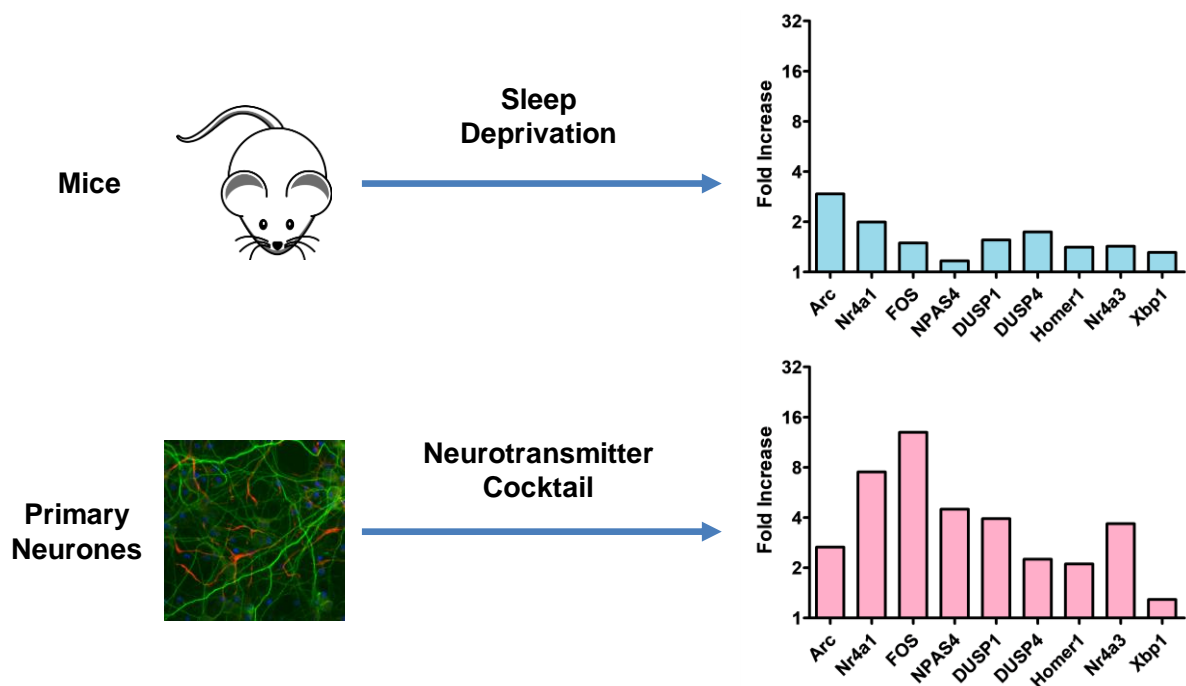 Mice
Sleep
Deprivation
Fold Increase
32
16
8
4
2
1
Arc
Nr4a1
FOS
NPAS4
DUSP1
DUSP4
Homer1
Nr4a3
Xbp1
Primary
Neurones
Neurotransmitter
Cocktail
Fold Increase
32
16
8
4
2
1
Arc
Nr4a1
FOS
NPAS4
DUSP1
DUSP4
Homer1
Nr4a3
Xbp1